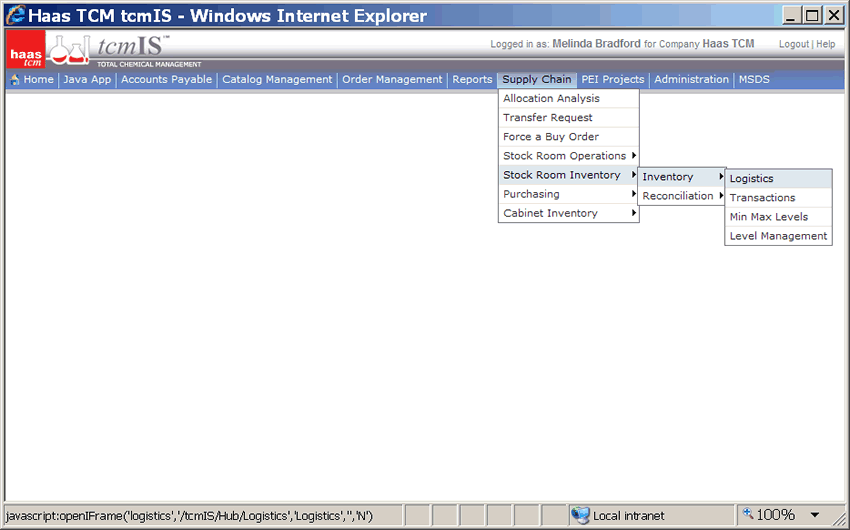 Haas TCM tcmIS - Windows Internet Explorer
haas tcm
tcmIS™
TOTAL CHEMICAL MANAGEMENT
Logged in as: Melinda Bradford for Company Haas TCM
Logout | Help
Home | Java App | Accounts Payable | Catalog Management | Order Management | Reports | Supply Chain | PEI Projects | Administration | MSDS
Allocation Analysis
Transfer Request
Force a Buy Order
Stock Room Operations
Stock Room Inventory
Purchasing
Cabinet Inventory
Inventory
Reconciliation
Logistics
Transactions
Min Max Levels
Level Management
javascript:openIFrame('logistics','/tcmIS/Hub/Logistics','Logistics','','N')
Local intranet
100%